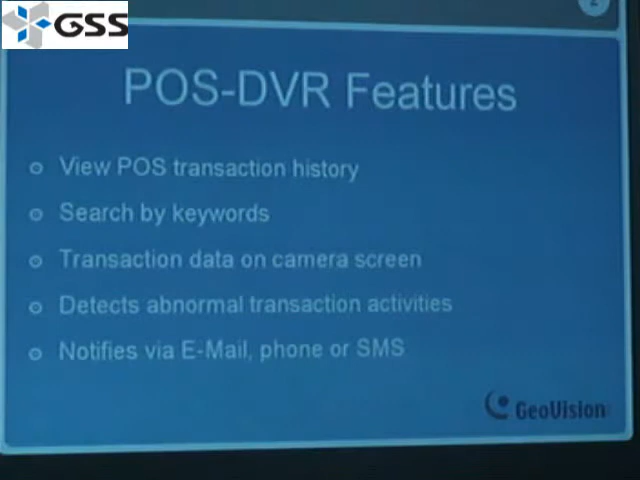 GSS
POS-DVR Features
View POS transaction history
Search by keywords
Transaction data on camera screen
Detects abnormal transaction activities
Notifies via E-Mail, phone or SMS
GeoVision